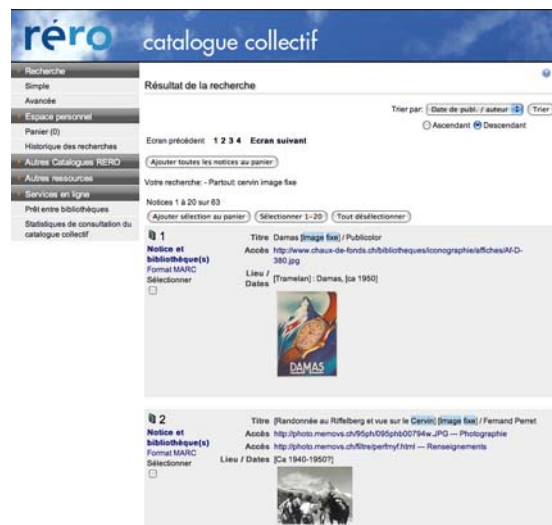 réro
catalogue collectif
Recherche
Simple
Avancée
Espace personnel
Panier (0)
Historique des recherches
Autres Catalogues RERO
Autres ressources
Services en ligne
Prêt entre bibliothèques
Statistiques de consultation du
catalogue collectif
Résultat de la recherche
Trier par: Date de publ. / auteur Trier
Ascendant Descendant
Ecran précédent 1 2 3 4 Ecran suivant
Ajouter toutes les notices au panier
Votre recherche: - Partout: cervin image fixe
Notices 1 à 20 sur 63
Ajouter sélection au panier Sélectionner 1-20 Tout désélectionner
1
Notice et
bibliothèque(s)
Format MARC
Sélectionner
Titre Damas [Image fixe] / Publicolor
Accès http://www.chaux-de-fonds.ch/bibliotheques/iconographie/affiches/Af-D-
380.jpg
Lieu /
Dates [Tramelan] : Damas, [ca 1950]
DAMAS
2
Notice et
bibliothèque(s)
Format MARC
Sélectionner
Titre [Randonnée au Riffelberg et vue sur le Cervin] [Image fixe] / Fernand Perret
Accès http://photo.memovs.ch/95ph/095phb00794w.JPG — Photographie
Accès http://photo.memovs.ch/filtre/perfmyf.html — Renseignements
Lieu / Dates [Ca 1940-1950?]